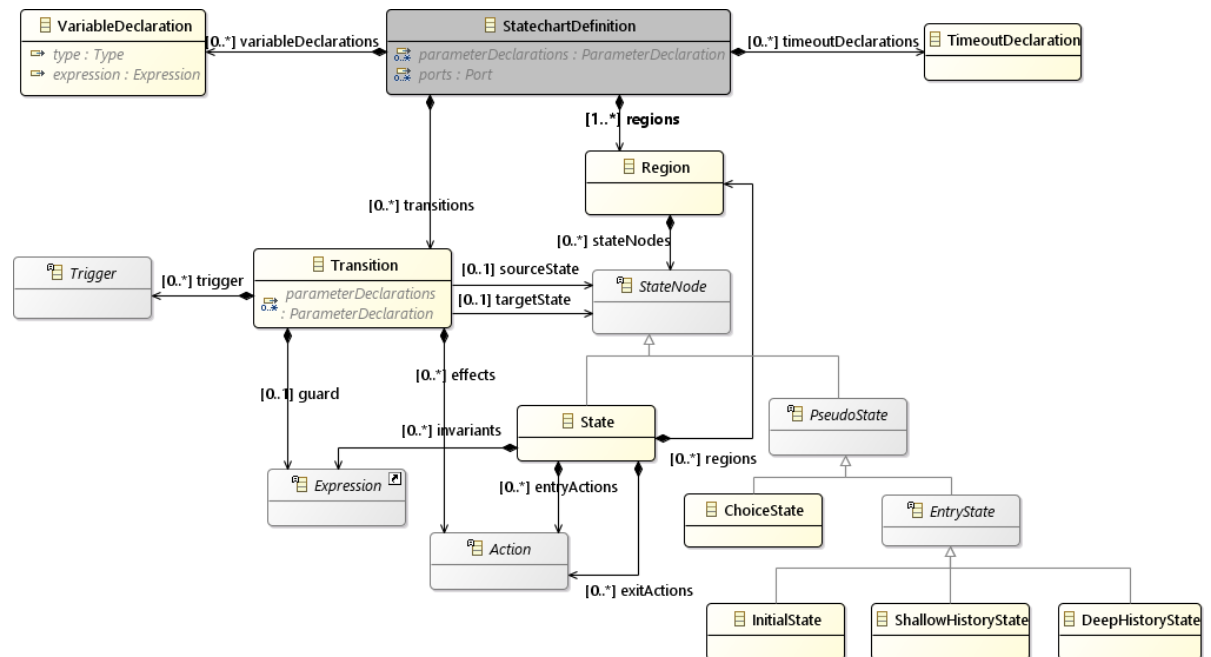 VariableDeclaration
type : Type
expression : Expression
[0..*] variableDeclarations
StatechartDefinition
0..* parameterDeclarations : ParameterDeclaration
0..* ports : Port
[0..*] timeoutDeclarations
TimeoutDeclaration
[1..*] regions
Region
[0..*] transitions
[0..*] stateNodes
Trigger
[0..*] trigger
Transition
parameterDeclarations
0..* : ParameterDeclaration
[0..1] sourceState
[0..1] targetState
StateNode
[0..*] effects
[0..1] guard
State
PseudoState
[0..*] invariants
[0..*] regions
Expression
[0..*] entryActions
ChoiceState
EntryState
Action
[0..*] exitActions
InitialState
ShallowHistoryState
DeepHistoryState